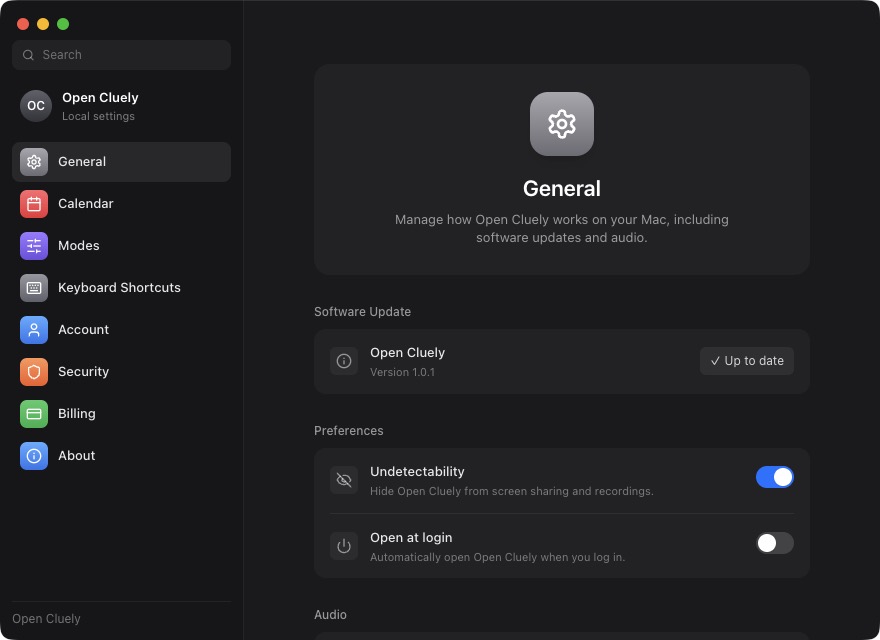 Search
OC
Open Cluely
Local settings
General
Calendar
Modes
Keyboard Shortcuts
Account
Security
Billing
About
Open Cluely
General
Manage how Open Cluely works on your Mac, including
software updates and audio.
Software Update
Open Cluely
Version 1.0.1
✓ Up to date
Preferences
Undetectability
Hide Open Cluely from screen sharing and recordings.
Open at login
Automatically open Open Cluely when you log in.
Audio